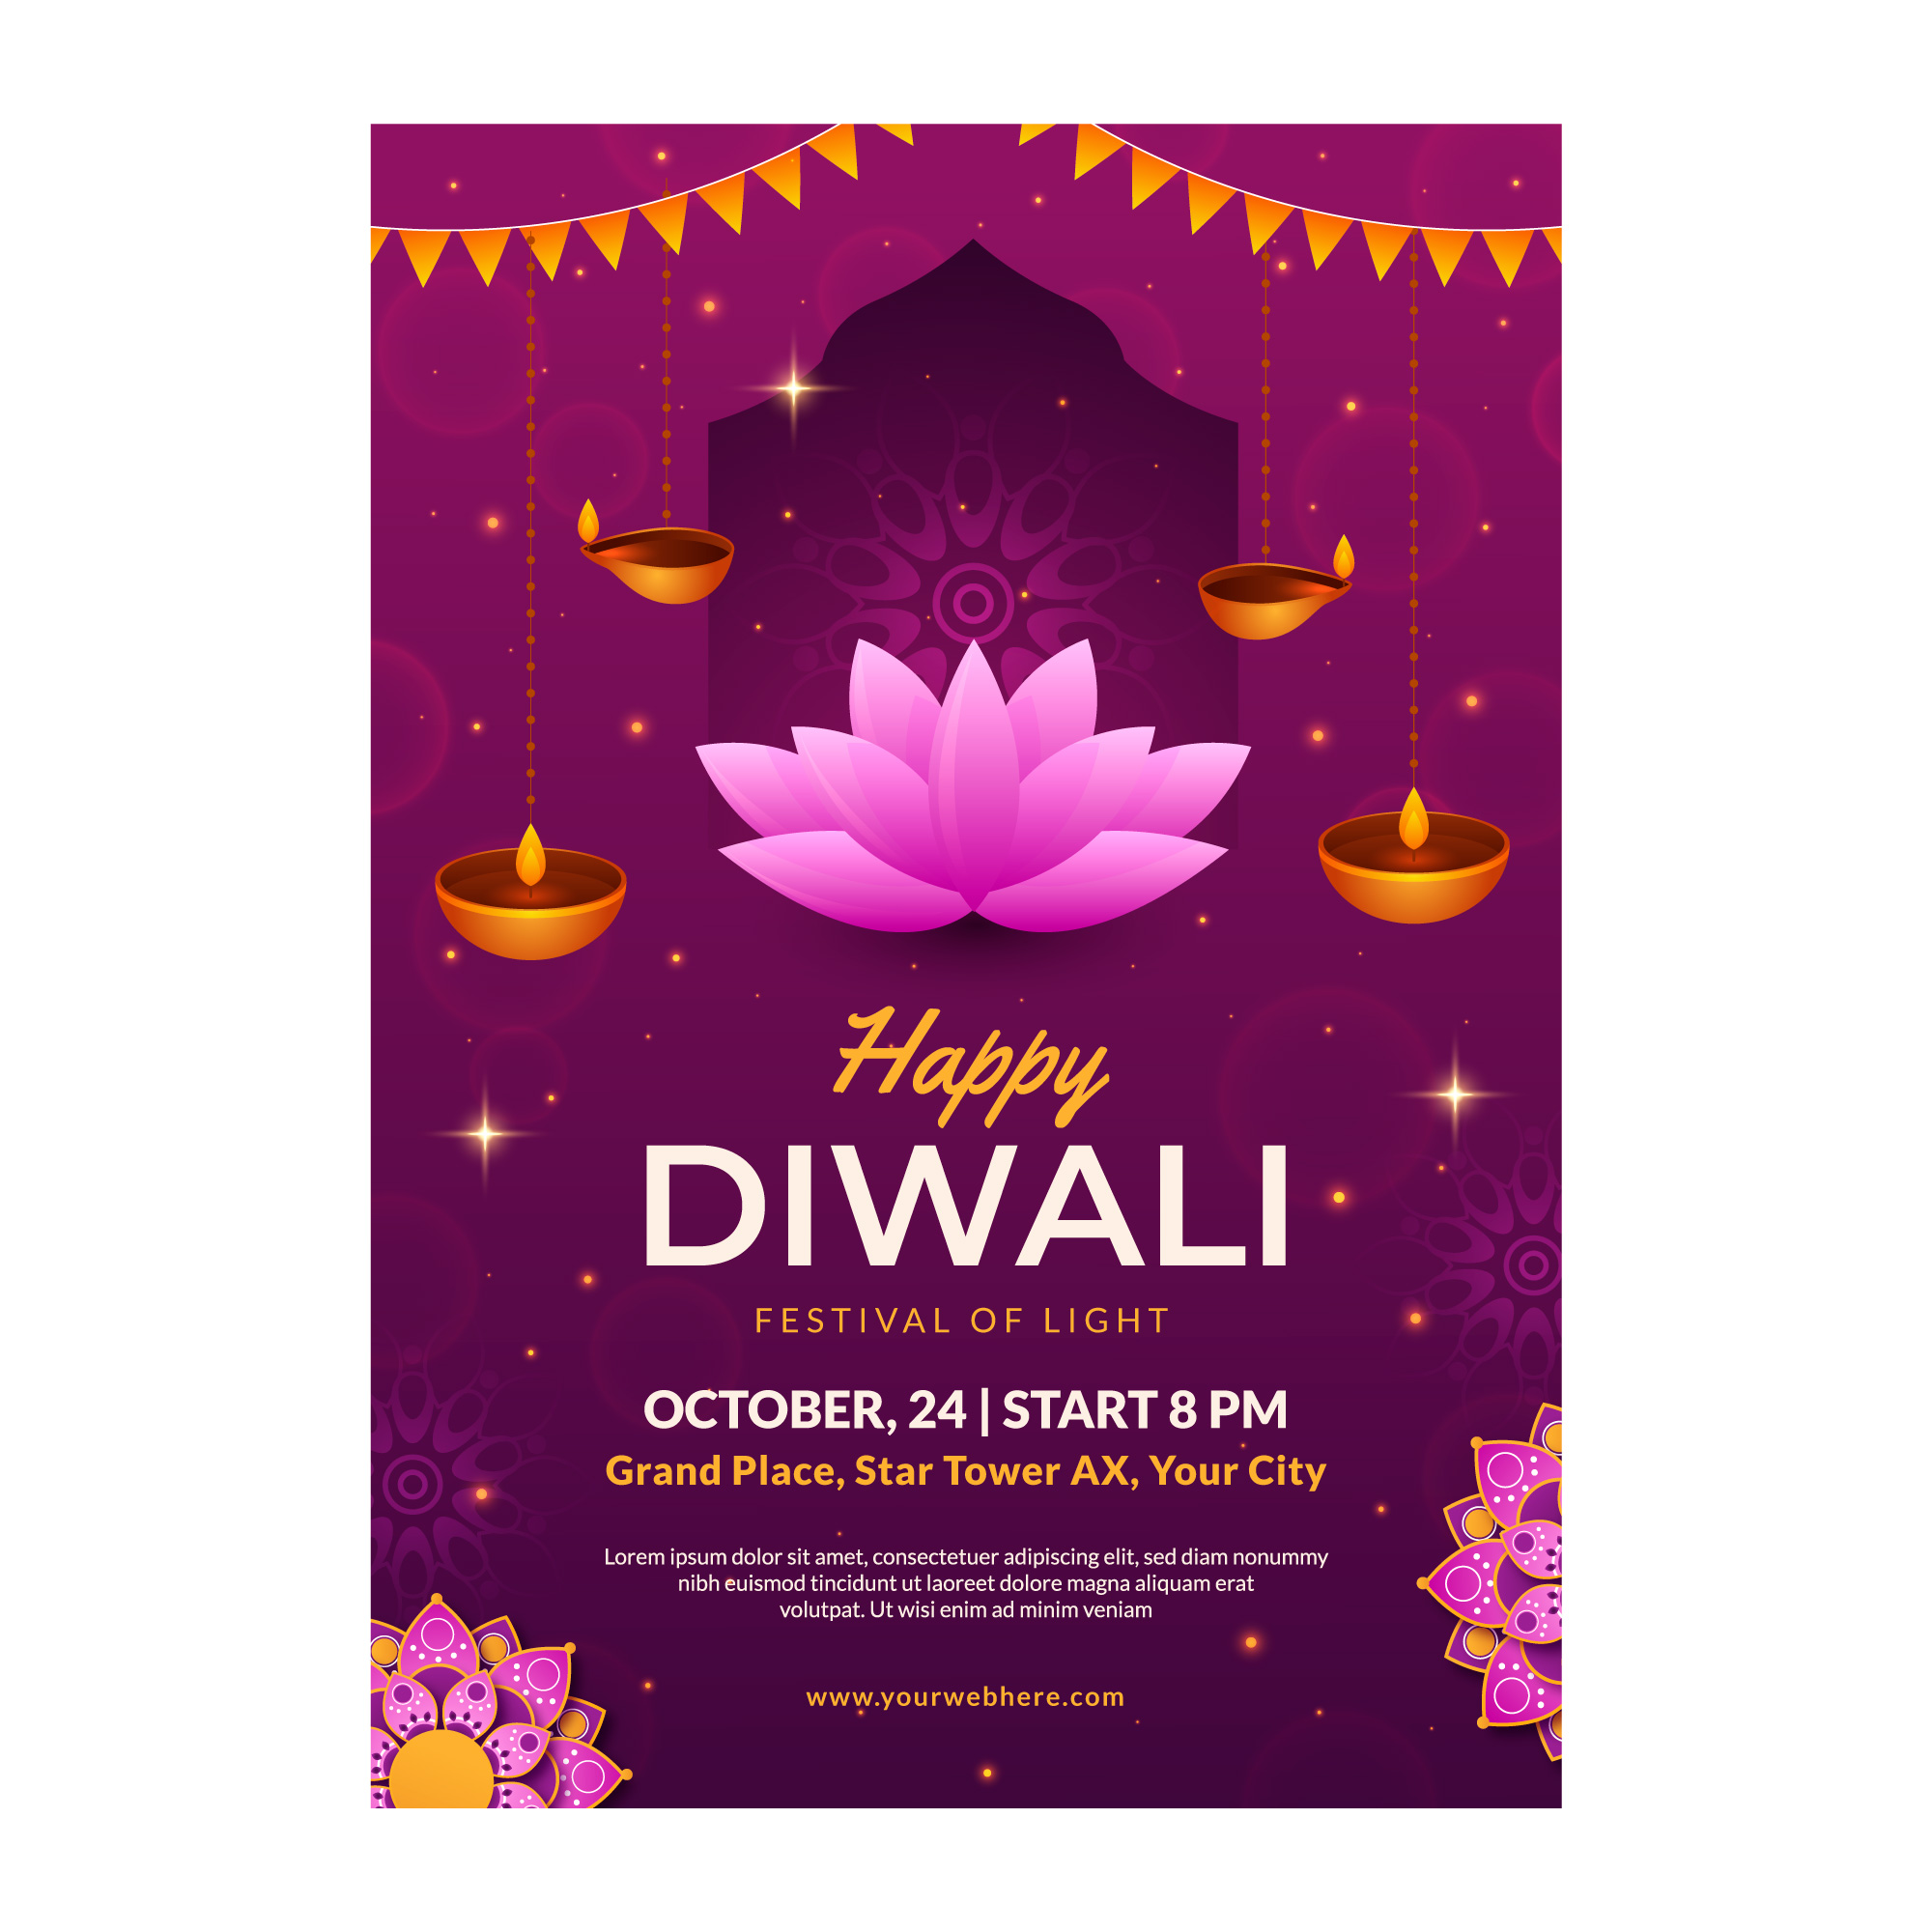 Happy
DIWALI
FESTIVAL OF LIGHT
OCTOBER, 24 | START 8 PM
Grand Place, Star Tower AX, Your City
Lorem ipsum dolor sit amet, consectetuer adipiscing elit, sed diam nonummy
nibh euismod tincidunt ut laoreet dolore magna aliquam erat
volutpat. Ut wisi enim ad minim veniam
www.yourwebhere.com